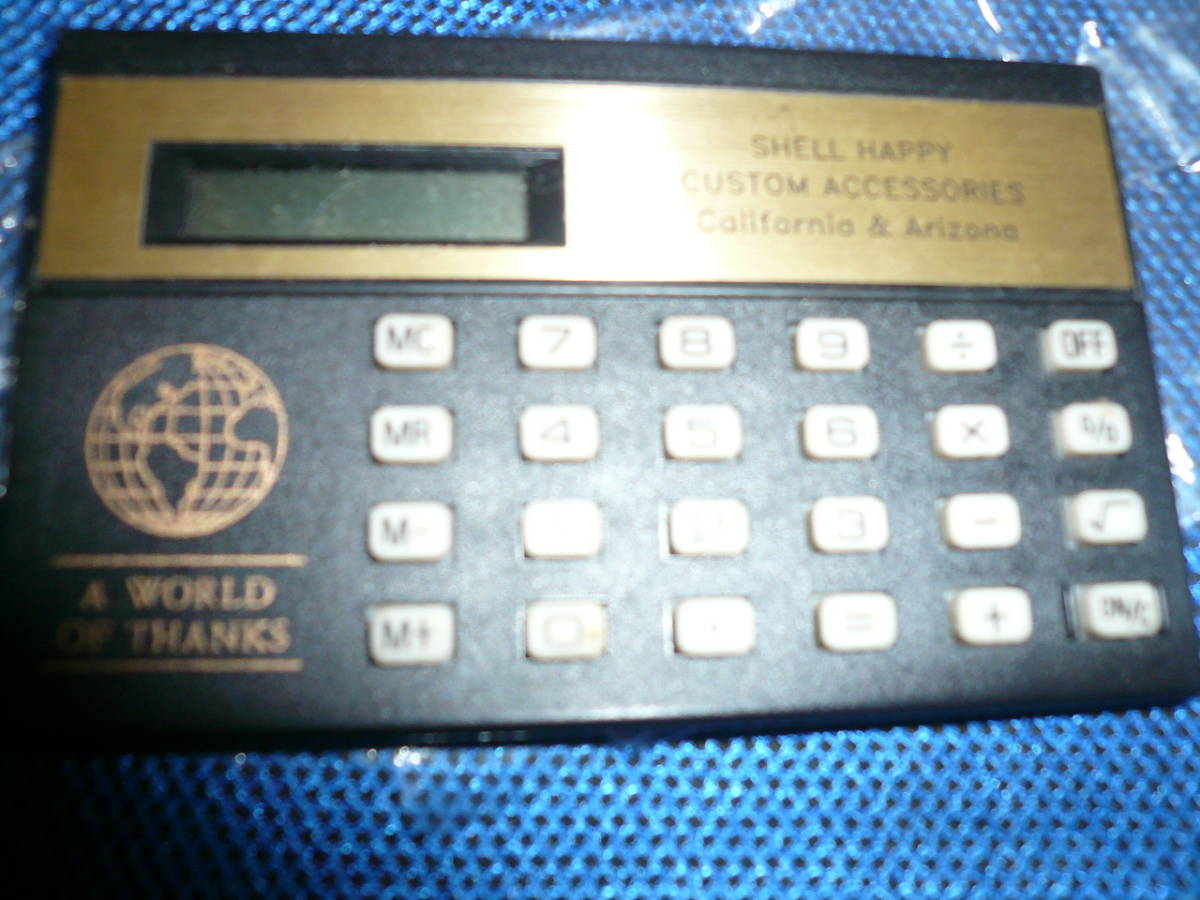 SHELL HAPPY
CUSTOM ACCESSORIES
California & Arizona
MC 7 8 9 ÷ OFF
MR 4 5 6 ×
M- 2 3 - √
M+ 0 . = + ON/C
A WORLD
OF THANKS